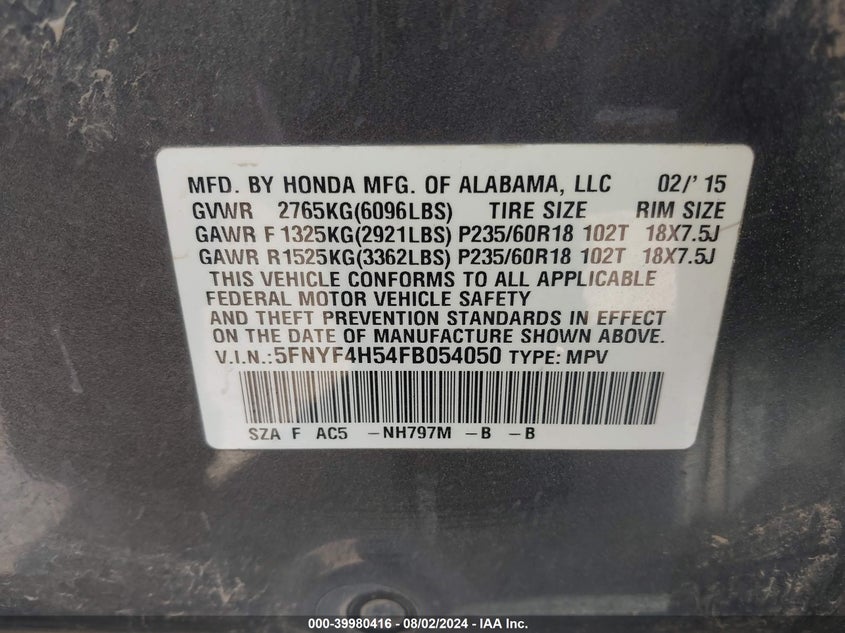 MFD. BY HONDA MFG. OF ALABAMA, LLC 02/' 15
GVWR 2765KG(6096LBS) TIRE SIZE RIM SIZE
GAWR F 1325KG(2921LBS) P235/60R18 102T 18X7.5J
GAWR R1525KG(3362LBS) P235/60R18 102T 18X7.5J
THIS VEHICLE CONFORMS TO ALL APPLICABLE
FEDERAL MOTOR VEHICLE SAFETY
AND THEFT PREVENTION STANDARDS IN EFFECT
ON THE DATE OF MANUFACTURE SHOWN ABOVE.
V.I.N.:5FNYF4H54FB054050 TYPE: MPV
SZA F AC5 -NH797M -B -B
000-39980416 - 08/02/2024 - IAA Inc.